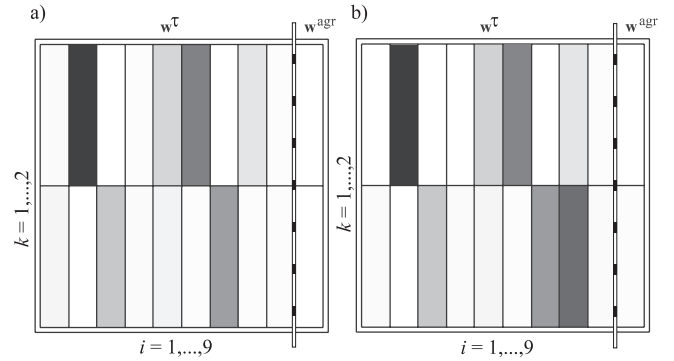 a)
w^τ
w^agr
k = 1,...,2
i = 1,...,9
b)
w^τ
w^agr
k = 1,...,2
i = 1,...,9